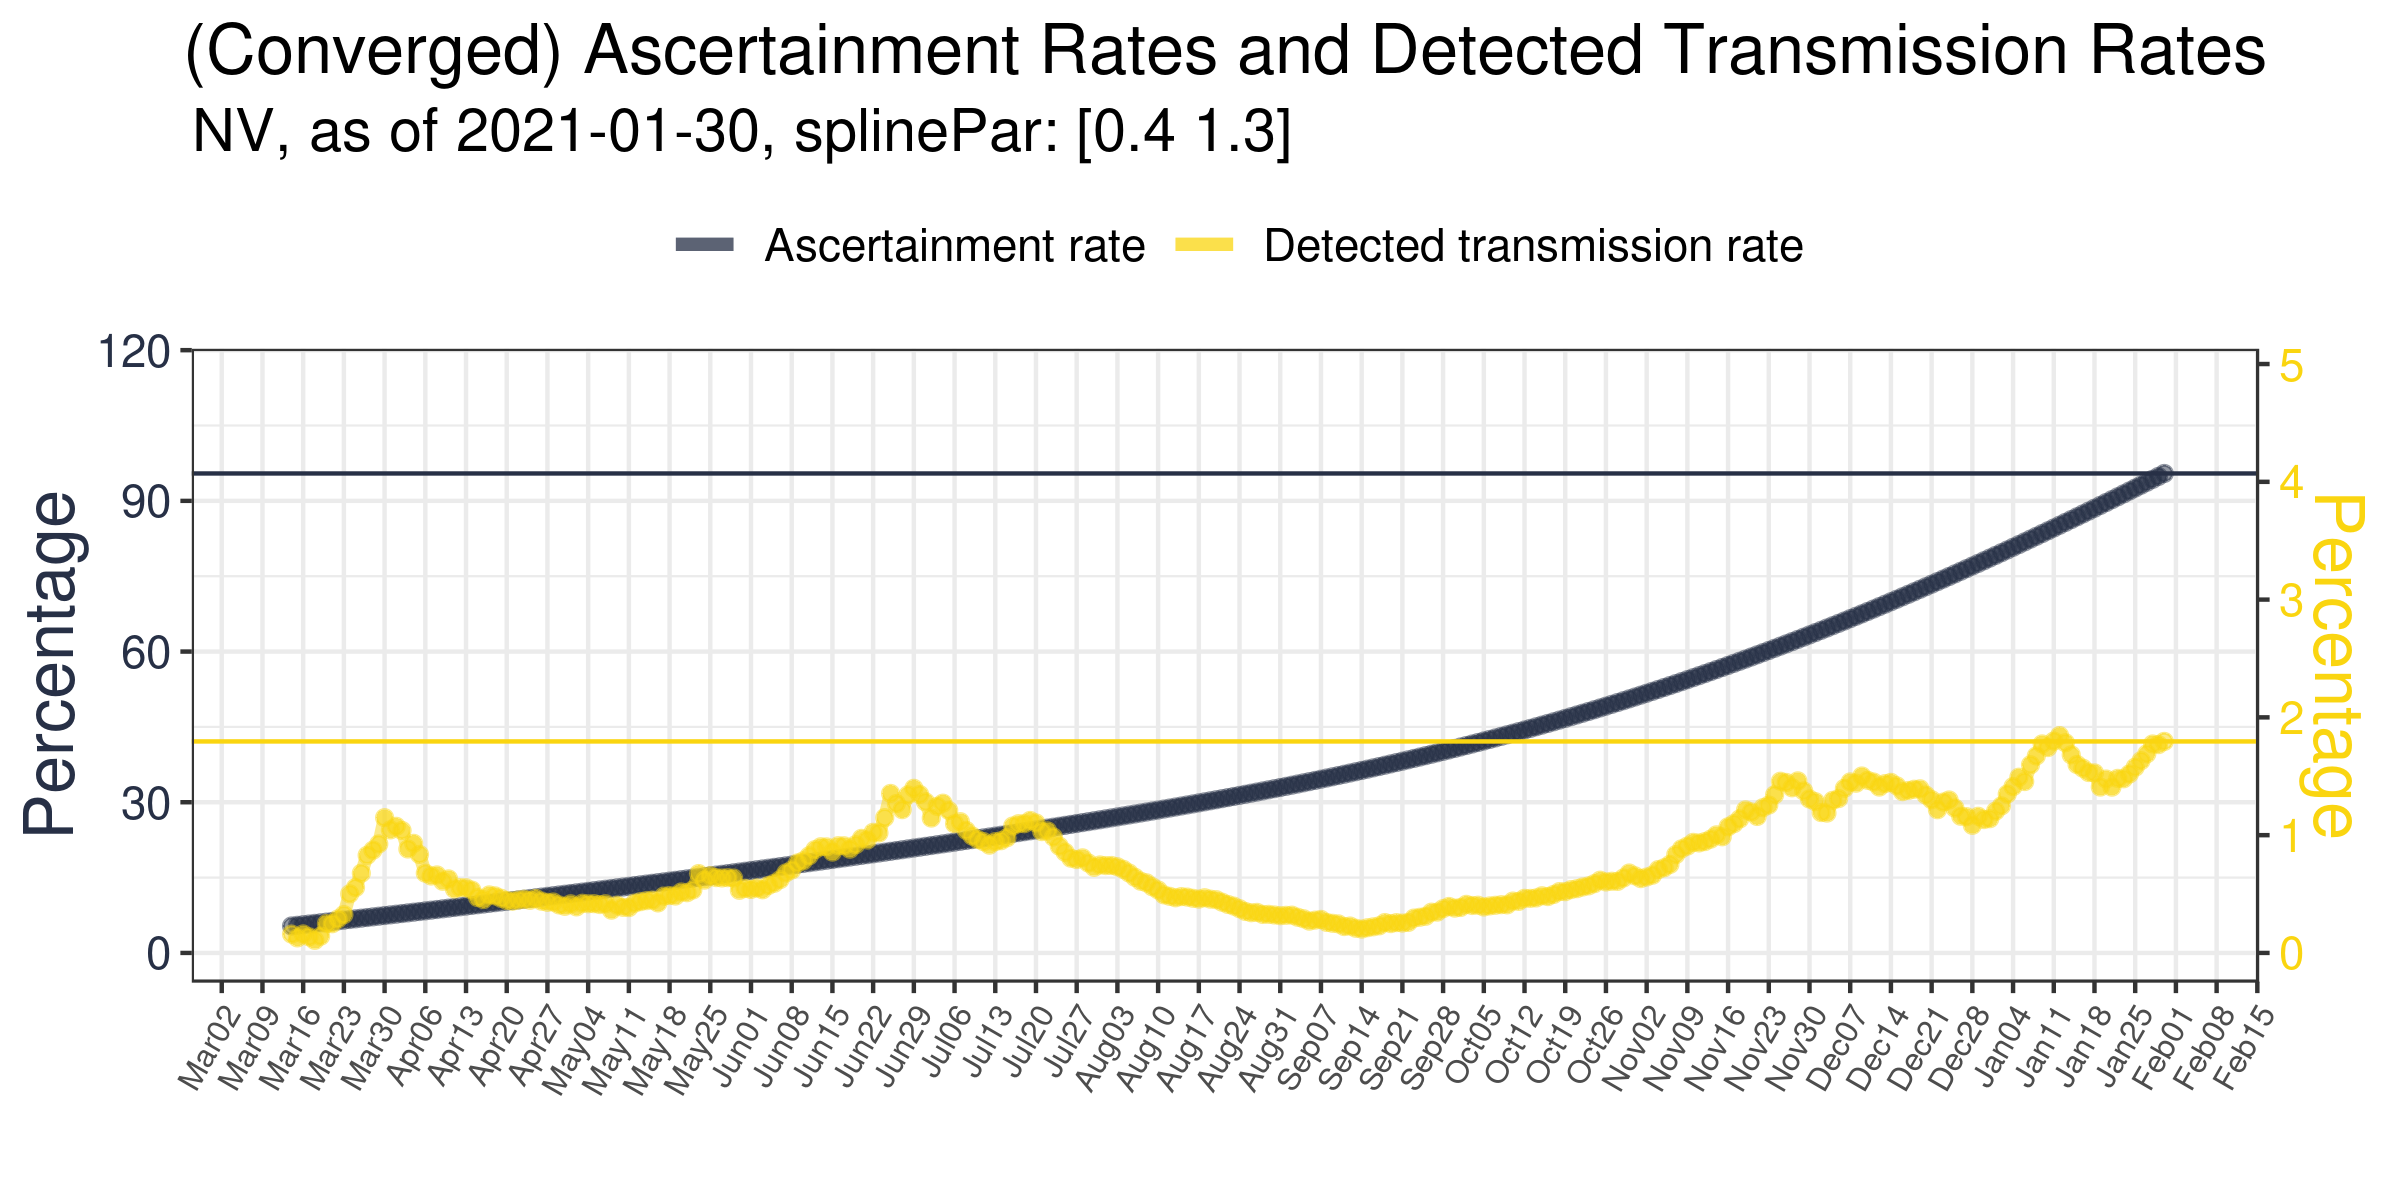 (Converged) Ascertainment Rates and Detected Transmission Rates
NV, as of 2021-01-30, splinePar: [0.4 1.3]
Ascertainment rate
Detected transmission rate
Percentage
120
90
60
30
0
5
4
3
2
1
0
Percentage
Mar02
Mar09
Mar16
Mar23
Mar30
Apr06
Apr13
Apr20
Apr27
May04
May11
May18
May25
Jun01
Jun08
Jun15
Jun22
Jun29
Jul06
Jul13
Jul20
Jul27
Aug03
Aug10
Aug17
Aug24
Aug31
Sep07
Sep14
Sep21
Sep28
Oct05
Oct12
Oct19
Oct26
Nov02
Nov09
Nov16
Nov23
Nov30
Dec07
Dec14
Dec21
Dec28
Jan04
Jan11
Jan18
Jan25
Feb01
Feb08
Feb15